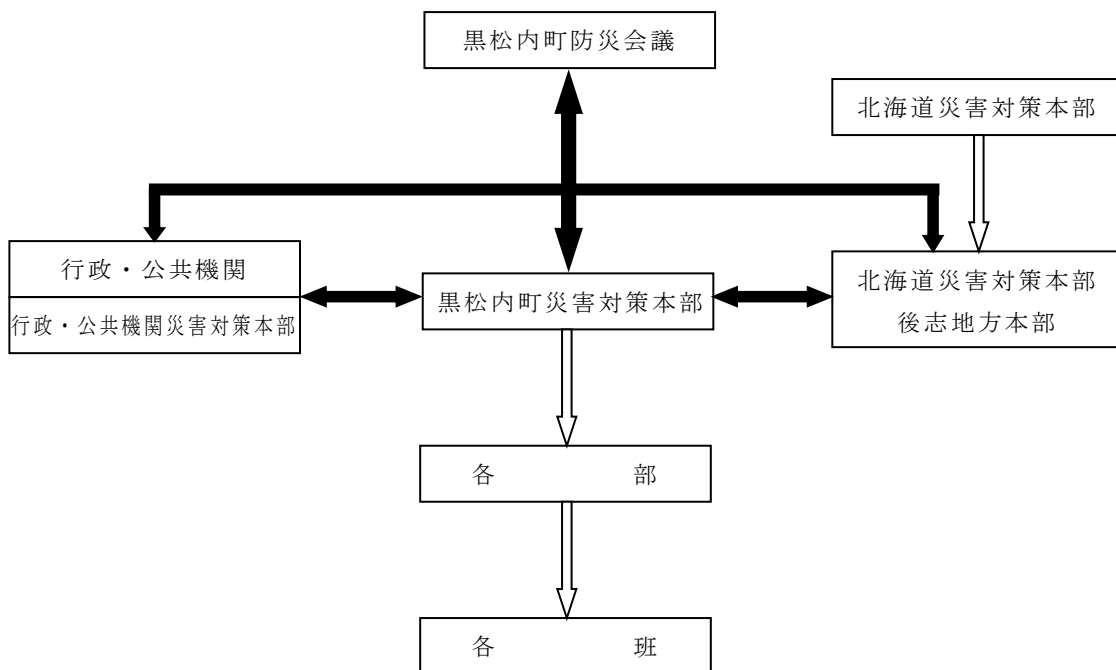 黒松内町防災会議
北海道災害対策本部
行政・公共機関
行政・公共機関災害対策本部
黒松内町災害対策本部
北海道災害対策本部
後志地方本部
各　部
各　班